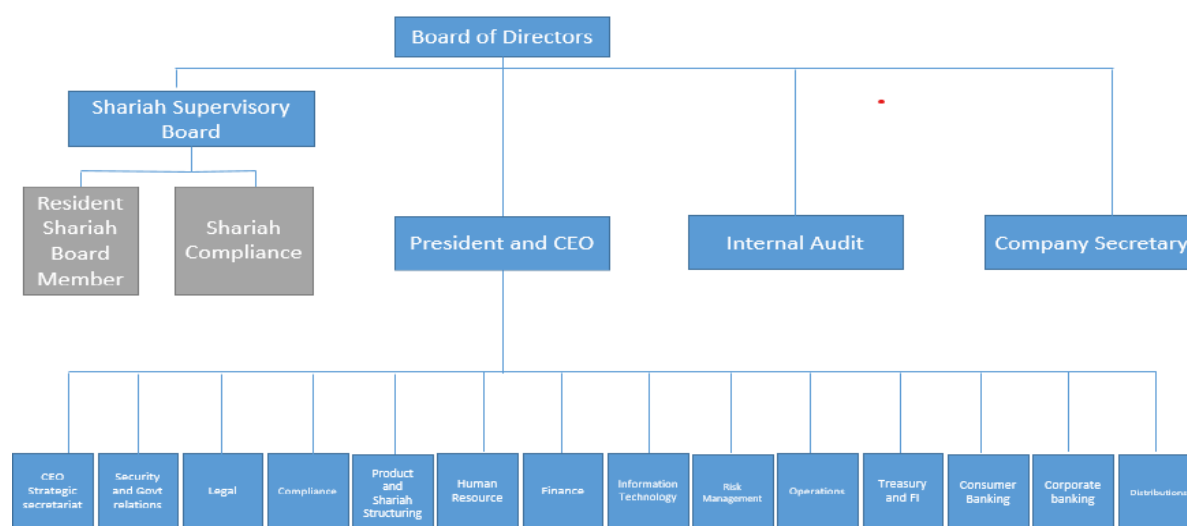 Board of Directors
Shariah Supervisory
Board
Resident
Shariah
Board
Member
Shariah
Compliance
President and CEO
Internal Audit
Company Secretary
CEO
Strategic
secretariat
Security
and Govt
relations
Legal
Compliance
Product
and
Shariah
Structuring
Human
Resource
Finance
Information
Technology
Risk
Management
Operations
Treasury
and FI
Consumer
Banking
Corporate
banking
Distributions